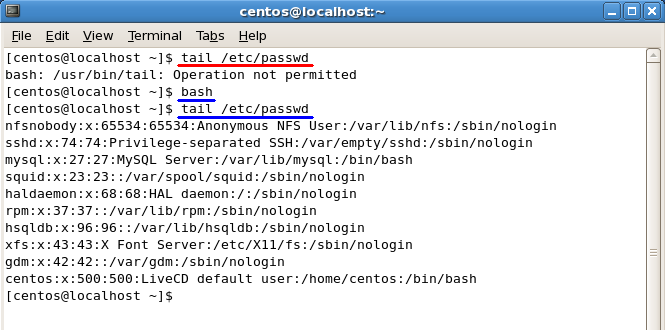 centos@localhost:~
File Edit View Terminal Tabs Help
[centos@localhost ~]$ tail /etc/passwd
bash: /usr/bin/tail: Operation not permitted
[centos@localhost ~]$ bash
[centos@localhost ~]$ tail /etc/passwd
nfsnobody:x:65534:65534:Anonymous NFS User:/var/lib/nfs:/sbin/nologin
sshd:x:74:74:Privilege-separated SSH:/var/empty/sshd:/sbin/nologin
mysql:x:27:27:MySQL Server:/var/lib/mysql:/bin/bash
squid:x:23:23::/var/spool/squid:/sbin/nologin
haldaemon:x:68:68:HAL daemon:/:/sbin/nologin
rpm:x:37:37::/var/lib/rpm:/sbin/nologin
hsqldb:x:96:96::/var/lib/hsqldb:/sbin/nologin
xfs:x:43:43:X Font Server:/etc/X11/fs:/sbin/nologin
gdm:x:42:42::/var/gdm:/sbin/nologin
centos:x:500:500:LiveCD default user:/home/centos:/bin/bash
[centos@localhost ~]$